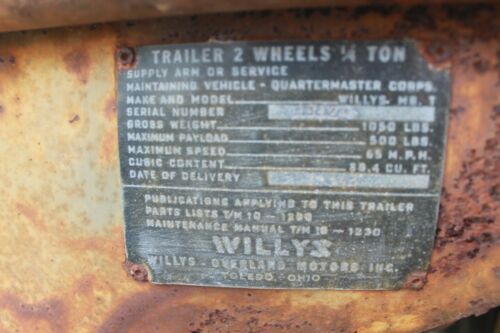 TRAILER 2 WHEELS ¼ TON
SUPPLY ARM OR SERVICE
MAINTAINING VEHICLE - QUARTERMASTER CORPS.
MAKE AND MODEL WILLYS- MB. T
SERIAL NUMBER
GROSS WEIGHT 1050 LBS.
MAXIMUM PAYLOAD 500 LBS.
MAXIMUM SPEED 65 M.P.H.
CUBIC CONTENT CU. FT.
DATE OF DELIVERY
PUBLICATIONS APPLYING TO THIS TRAILER
PARTS LISTS T/M 10 - 1230
MAINTENANCE MANUAL T/M 10 - 1230
WILLYS
WILLYS - OVERLAND MOTORS INC.
TOLEDO, OHIO